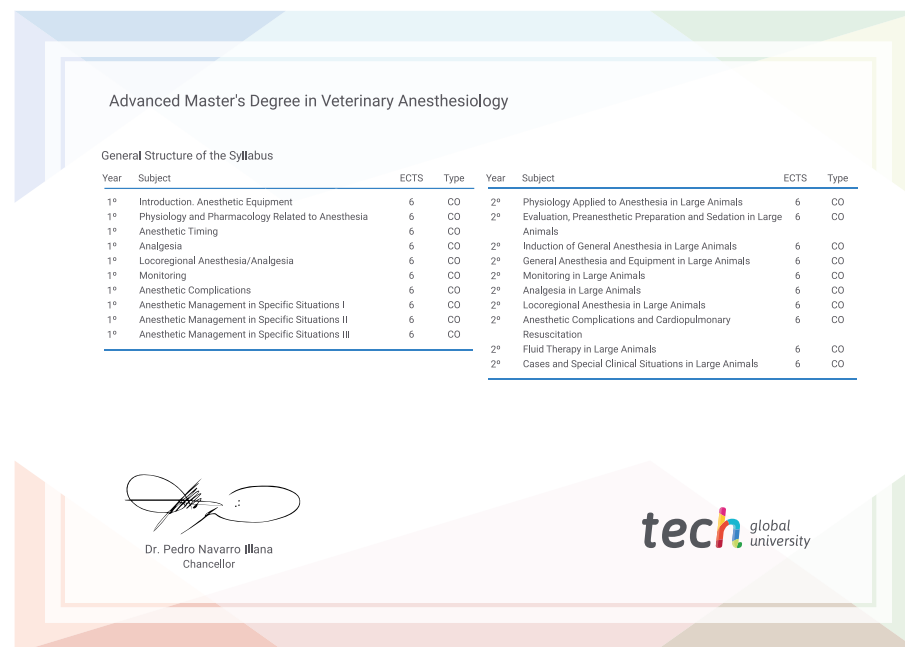 Advanced Master's Degree in Veterinary Anesthesiology
General Structure of the Syllabus
Year Subject ECTS Type
1º Introduction. Anesthetic Equipment 6 CO
1º Physiology and Pharmacology Related to Anesthesia 6 CO
1º Anesthetic Timing 6 CO
1º Analgesia 6 CO
1º Locoregional Anesthesia/Analgesia 6 CO
1º Monitoring 6 CO
1º Anesthetic Complications 6 CO
1º Anesthetic Management in Specific Situations I 6 CO
1º Anesthetic Management in Specific Situations II 6 CO
1º Anesthetic Management in Specific Situations III 6 CO
Year Subject ECTS Type
2º Physiology Applied to Anesthesia in Large Animals 6 CO
2º Evaluation, Preanesthetic Preparation and Sedation in Large 6 CO
Animals
2º Induction of General Anesthesia in Large Animals 6 CO
2º General Anesthesia and Equipment in Large Animals 6 CO
2º Monitoring in Large Animals 6 CO
2º Analgesia in Large Animals 6 CO
2º Locoregional Anesthesia in Large Animals 6 CO
2º Anesthetic Complications and Cardiopulmonary 6 CO
Resuscitation
2º Fluid Therapy in Large Animals 6 CO
2º Cases and Special Clinical Situations in Large Animals 6 CO
Dr. Pedro Navarro Illana
Chancellor
tech global
university